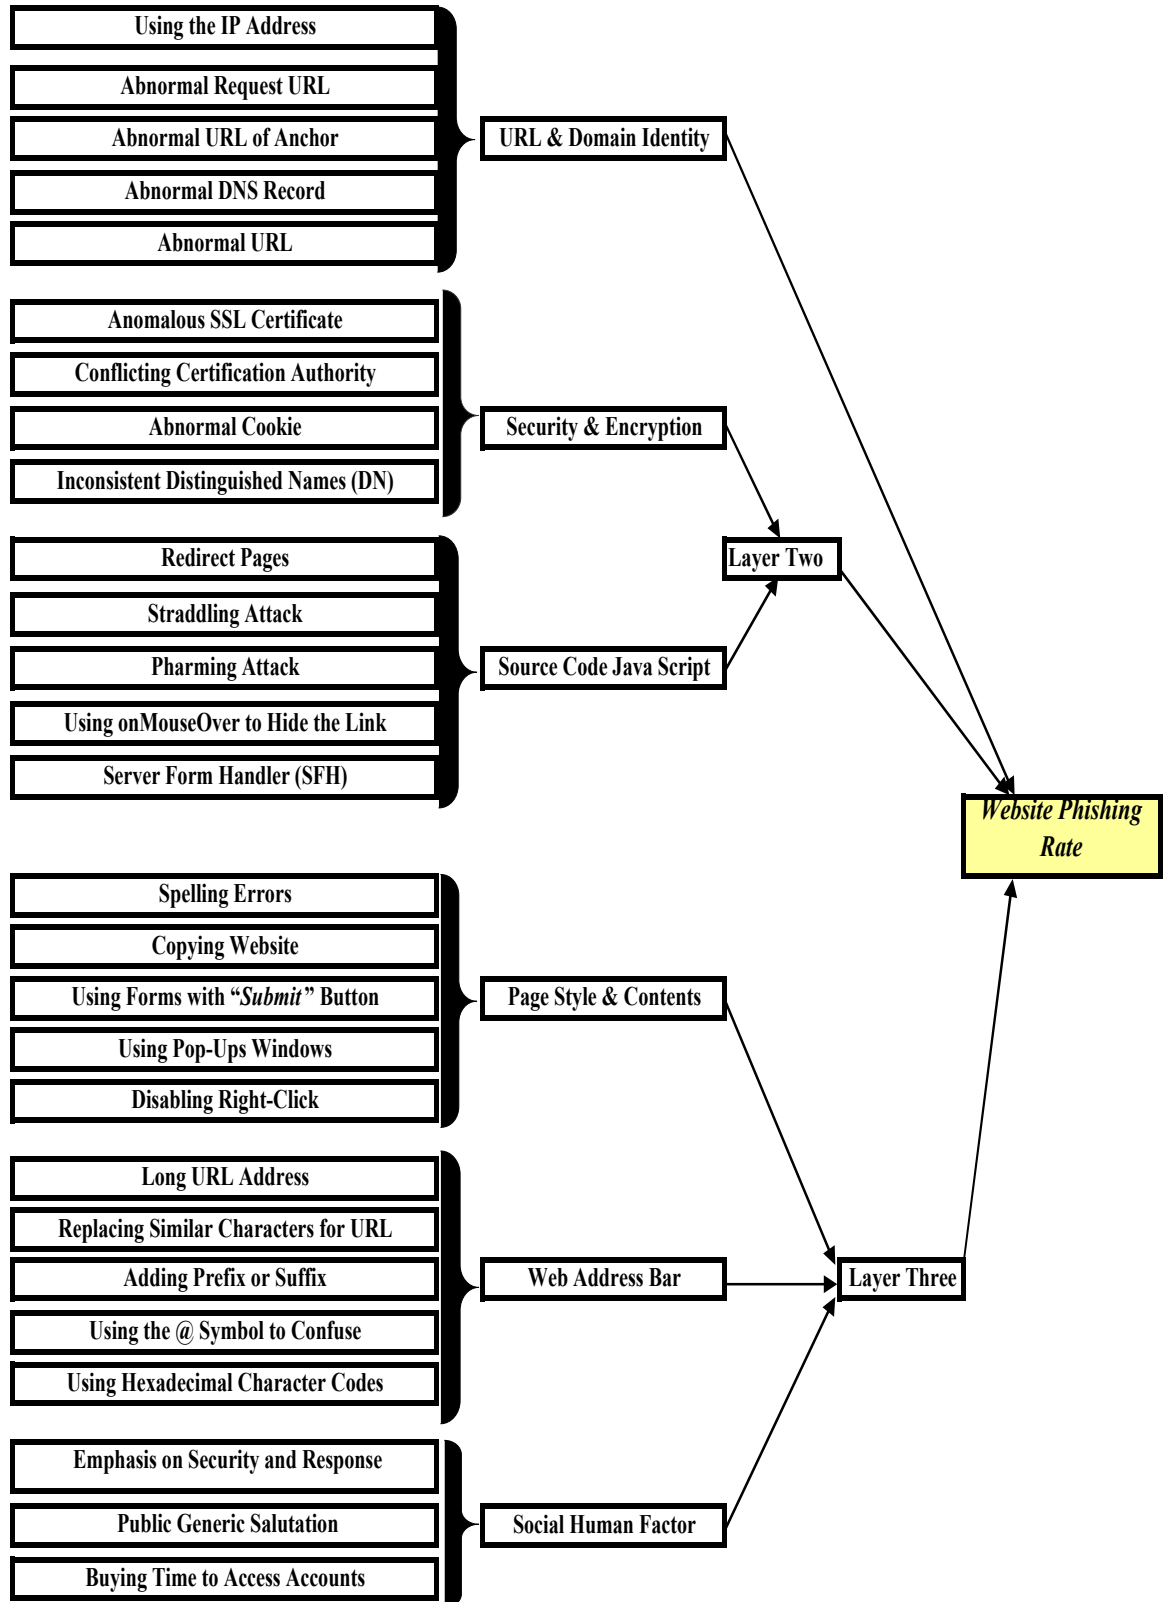 Using the IP Address
Abnormal Request URL
Abnormal URL of Anchor
Abnormal DNS Record
Abnormal URL
URL & Domain Identity
Anomalous SSL Certificate
Conflicting Certification Authority
Abnormal Cookie
Inconsistent Distinguished Names (DN)
Security & Encryption
Redirect Pages
Straddling Attack
Pharming Attack
Using onMouseOver to Hide the Link
Server Form Handler (SFH)
Source Code Java Script
Layer Two
Spelling Errors
Copying Website
Using Forms with “Submit” Button
Using Pop-Ups Windows
Disabling Right-Click
Page Style & Contents
Long URL Address
Replacing Similar Characters for URL
Adding Prefix or Suffix
Using the @ Symbol to Confuse
Using Hexadecimal Character Codes
Web Address Bar
Emphasis on Security and Response
Public Generic Salutation
Buying Time to Access Accounts
Social Human Factor
Layer Three
Website Phishing
Rate